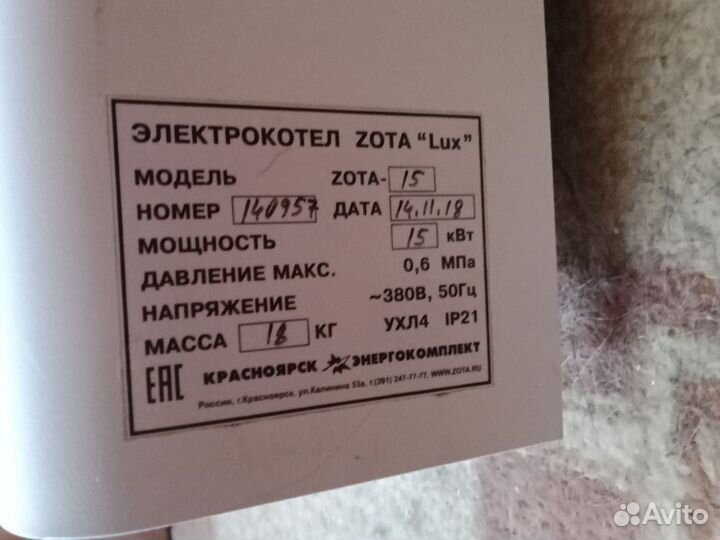 ЭЛЕКТРОКОТЕЛ ZOTA "Lux"
МОДЕЛЬ ZOTA- 15
НОМЕР 140957 ДАТА 14.11.18
МОЩНОСТЬ 15 кВт
ДАВЛЕНИЕ МАКС. 0,6 МПа
НАПРЯЖЕНИЕ ~380В, 50Гц
МАССА 18 КГ УХЛ4 IP21
EAC КРАСНОЯРСК ЭНЕРГОКОМПЛЕКТ
Россия, г.Красноярск, ул.Калинина 53а, т.(391) 247-77-77, WWW.ZOTA.RU
Avito